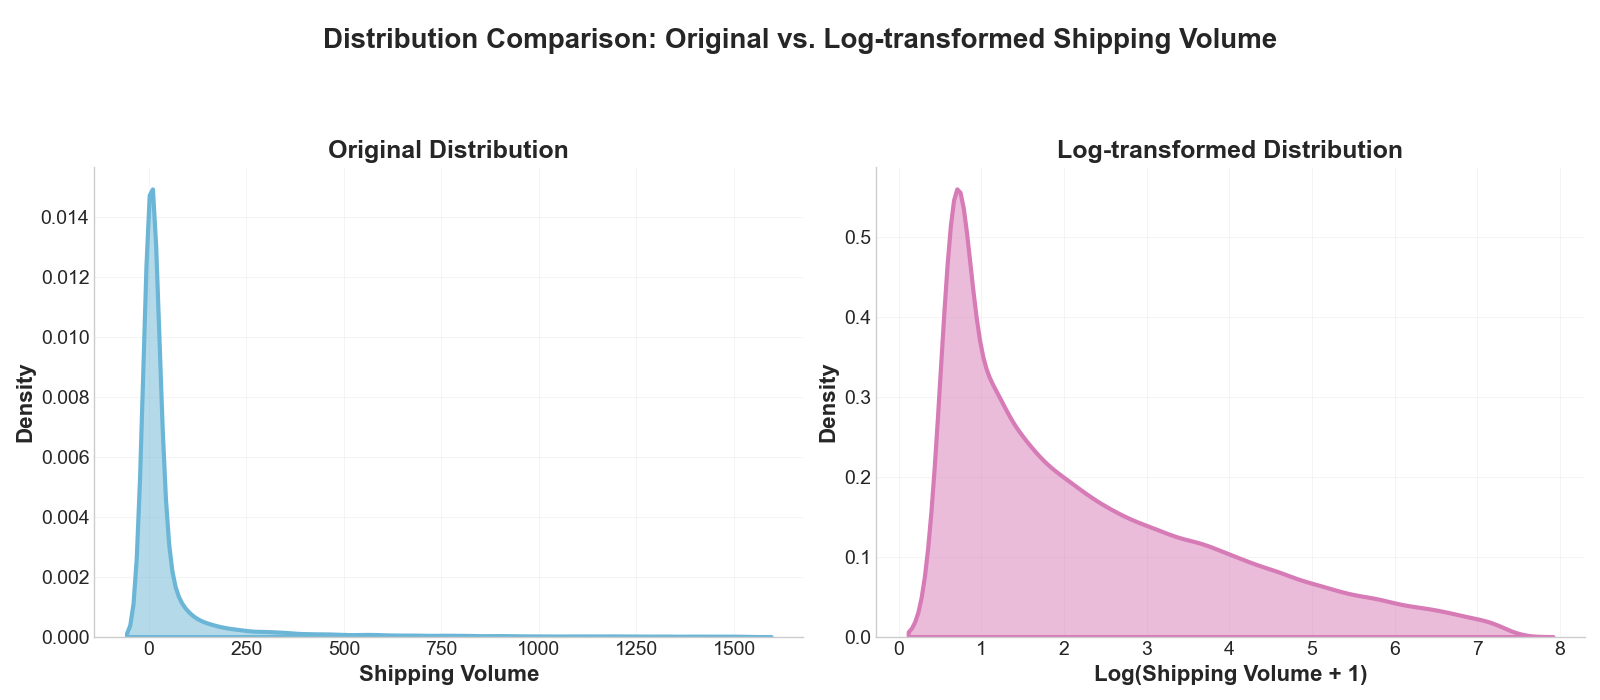 Distribution Comparison: Original vs. Log-transformed Shipping Volume
Original Distribution
Density
0.014
0.012
0.010
0.008
0.006
0.004
0.002
0.000
0 250 500 750 1000 1250 1500
Shipping Volume
Log-transformed Distribution
Density
0.5
0.4
0.3
0.2
0.1
0.0
0 1 2 3 4 5 6 7 8
Log(Shipping Volume + 1)